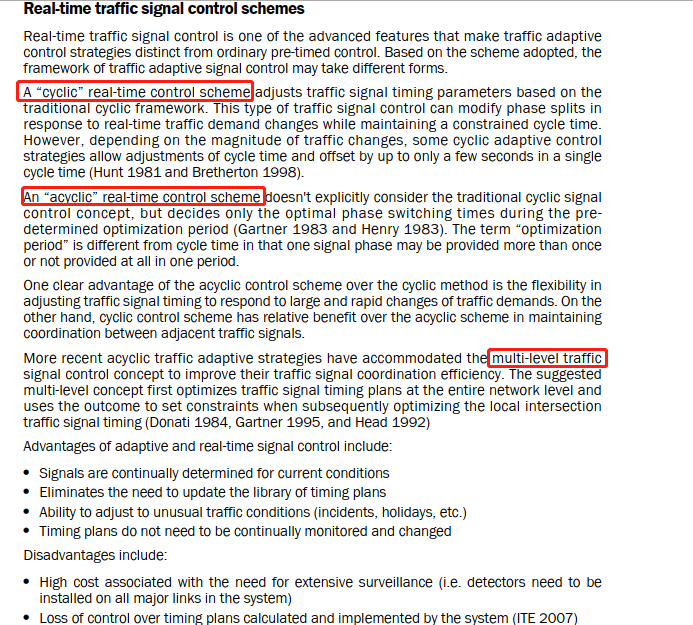 Real-time traffic signal control schemes
Real-time traffic signal control is one of the advanced features that make traffic adaptive
control strategies distinct from ordinary pre-timed control. Based on the scheme adopted, the
framework of traffic adaptive signal control may take different forms.
A “cyclic” real-time control scheme adjusts traffic signal timing parameters based on the
traditional cyclic framework. This type of traffic signal control can modify phase splits in
response to real-time traffic demand changes while maintaining a constrained cycle time.
However, depending on the magnitude of traffic changes, some cyclic adaptive control
strategies allow adjustments of cycle time and offset by up to only a few seconds in a single
cycle time (Hunt 1981 and Bretherton 1998).
An “acyclic” real-time control scheme doesn't explicitly consider the traditional cyclic signal
control concept, but decides only the optimal phase switching times during the pre-
determined optimization period (Gartner 1983 and Henry 1983). The term “optimization
period” is different from cycle time in that one signal phase may be provided more than once
or not provided at all in one period.
One clear advantage of the acyclic control scheme over the cyclic method is the flexibility in
adjusting traffic signal timing to respond to large and rapid changes of traffic demands. On the
other hand, cyclic control scheme has relative benefit over the acyclic scheme in maintaining
coordination between adjacent traffic signals.
More recent acyclic traffic adaptive strategies have accommodated the multi-level traffic
signal control concept to improve their traffic signal coordination efficiency. The suggested
multi-level concept first optimizes traffic signal timing plans at the entire network level and
uses the outcome to set constraints when subsequently optimizing the local intersection
traffic signal timing (Donati 1984, Gartner 1995, and Head 1992)
Advantages of adaptive and real-time signal control include:
• Signals are continually determined for current conditions
• Eliminates the need to update the library of timing plans
• Ability to adjust to unusual traffic conditions (incidents, holidays, etc.)
• Timing plans do not need to be continually monitored and changed
Disadvantages include:
• High cost associated with the need for extensive surveillance (i.e. detectors need to be
installed on all major links in the system)
• Loss of control over timing plans calculated and implemented by the system (ITE 2007)